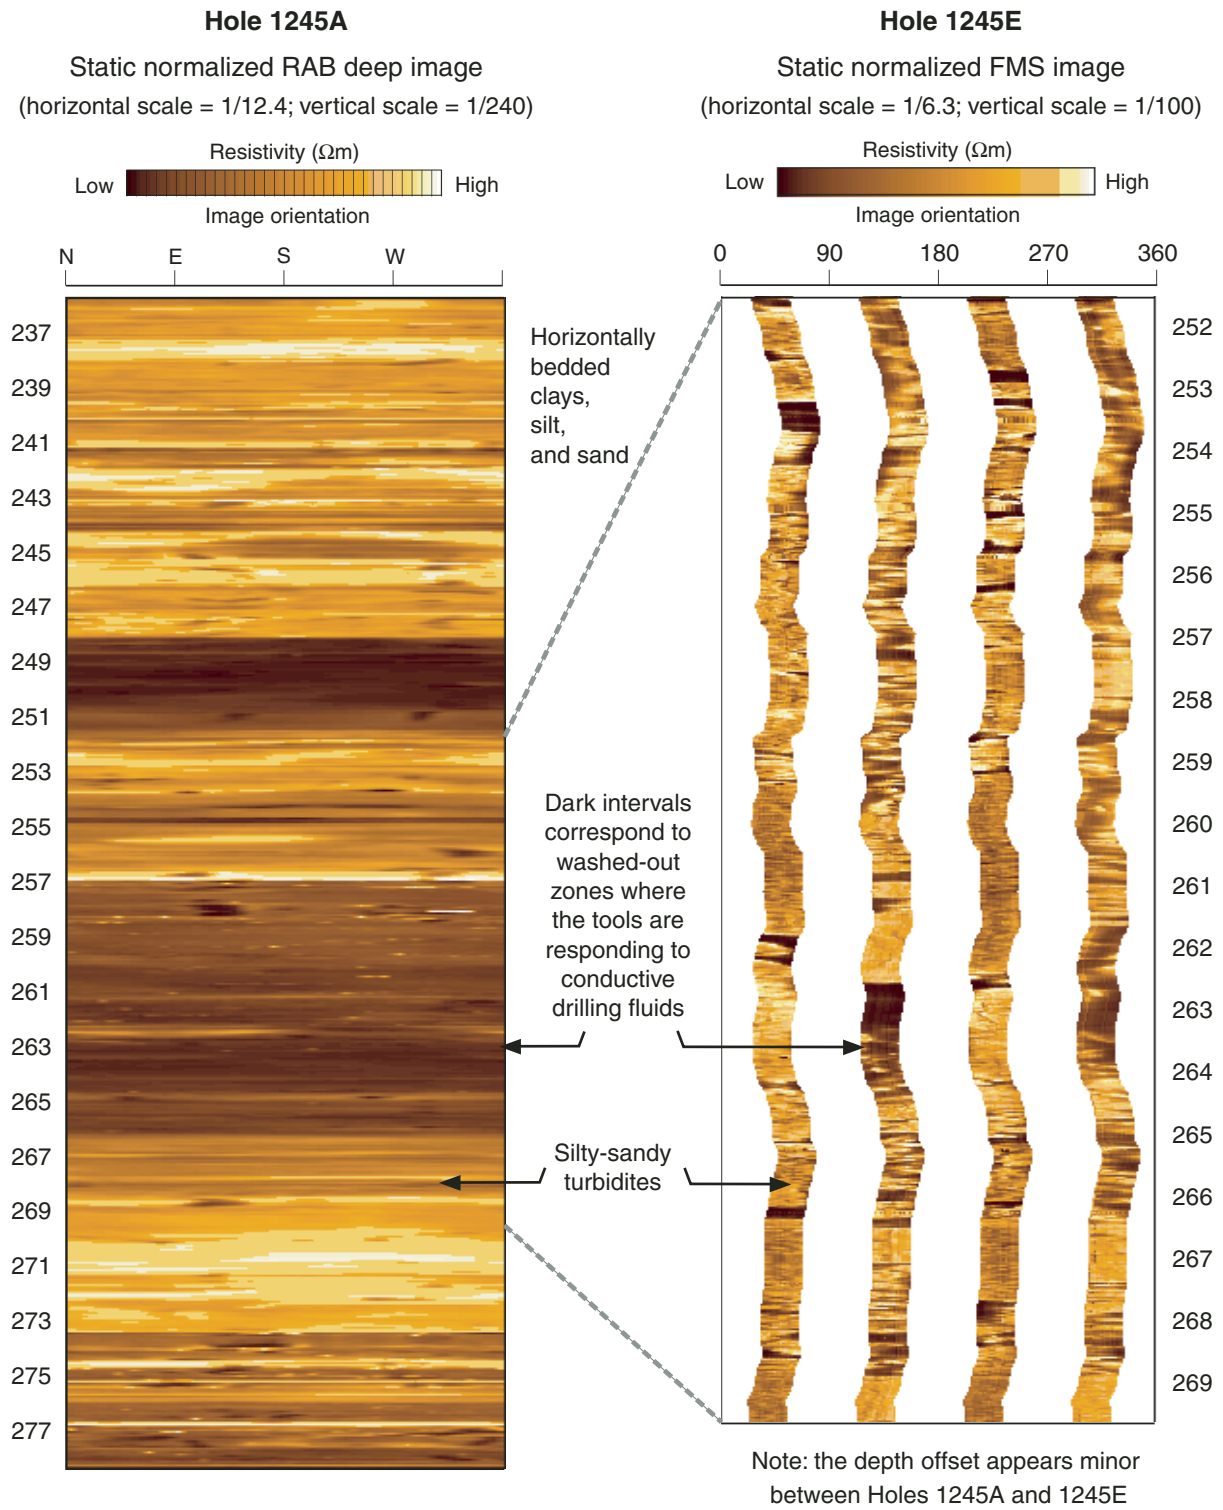 Hole 1245A
Static normalized RAB deep image
(horizontal scale = 1/12.4; vertical scale = 1/240)
Resistivity (Ωm)
Low
High
Image orientation
N
E
S
W
237
239
241
243
245
247
249
251
253
255
257
259
261
263
265
267
269
271
273
275
277
Horizontally
bedded
clays,
silt,
and sand
Dark intervals
correspond to
washed-out
zones where
the tools are
responding to
conductive
drilling fluids
Silty-sandy
turbidites
Hole 1245E
Static normalized FMS image
(horizontal scale = 1/6.3; vertical scale = 1/100)
Resistivity (Ωm)
Low
High
Image orientation
0
90
180
270
360
252
253
254
255
256
257
258
259
260
261
262
263
264
265
266
267
268
269
Note: the depth offset appears minor
between Holes 1245A and 1245E